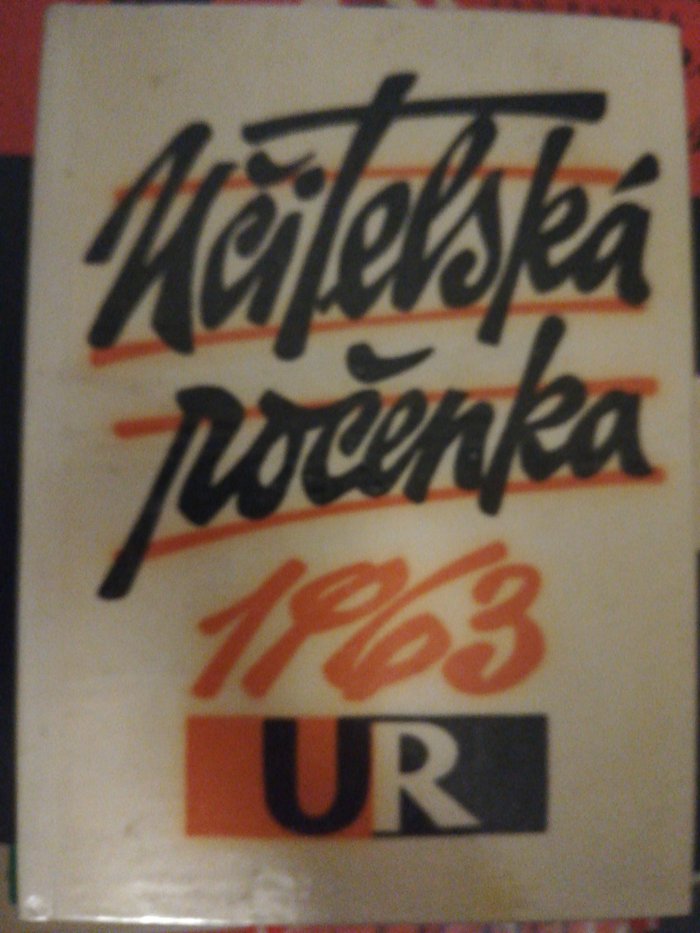 Učitelská
ročenka
1963
UR